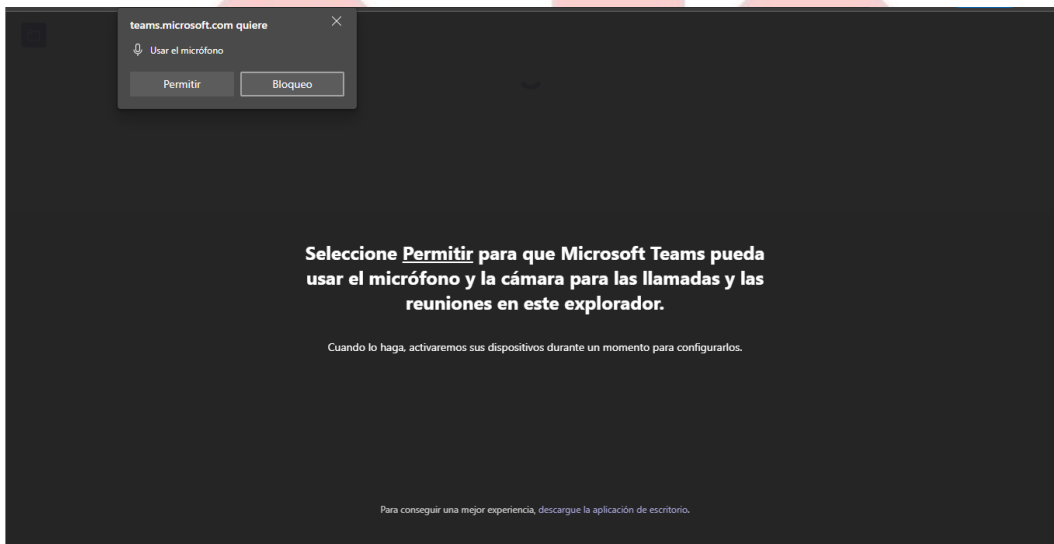 teams.microsoft.com quiere
Usar el micrófono
Permitir
Bloqueo
Seleccione Permitir para que Microsoft Teams pueda
usar el micrófono y la cámara para las llamadas y las
reuniones en este explorador.
Cuando lo haga, activaremos sus dispositivos durante un momento para configurarlos.
Para conseguir una mejor experiencia, descargue la aplicación de escritorio.